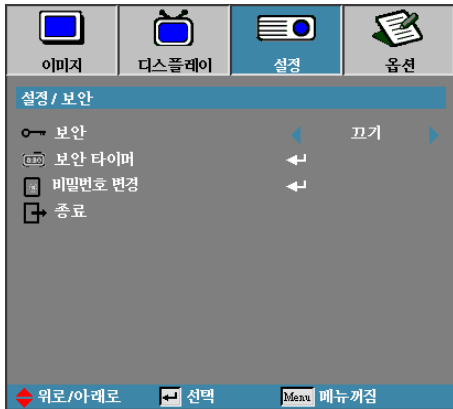 이미지 디스플레이 설정 옵션
설정 / 보안
보안 끄기
보안 타이머
비밀번호 변경
종료
위로/아래로 선택 Menu 메뉴꺼짐